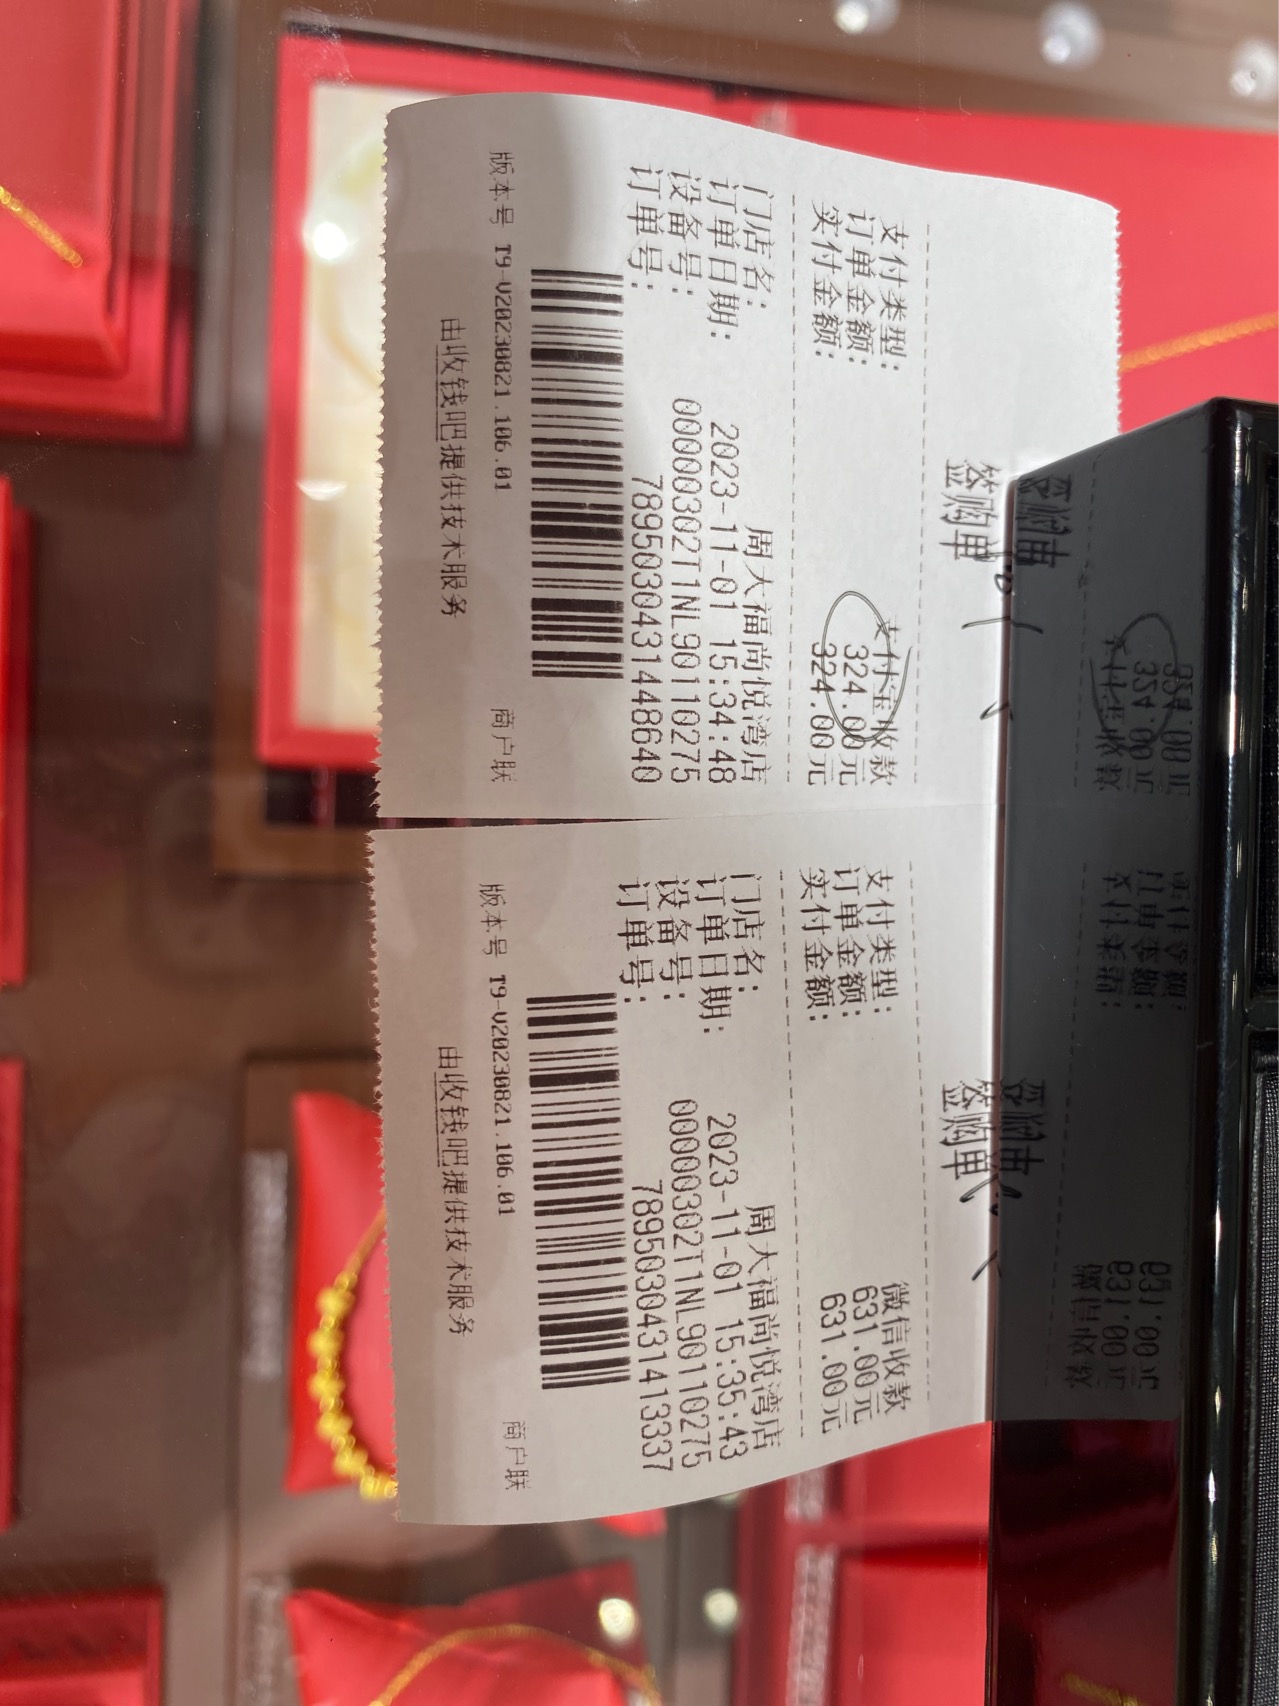 签购单
支付类型: 支付宝收款
订单金额: 324.00元
实付金额: 324.00元
门店名: 周大福尚悦湾店
订单日期: 2023-11-01 15:34:48
设备号: 00000302T1NL90110275
订单号: 7895030431448640
版本号 T9-V20230821.106.01 商户联
由收钱吧提供技术服务
签购单
支付类型: 微信收款
订单金额: 631.00元
实付金额: 631.00元
门店名: 周大福尚悦湾店
订单日期: 2023-11-01 15:35:43
设备号: 00000302T1NL90110275
订单号: 7895030431413337
版本号 T9-V20230821.106.01 商户联
由收钱吧提供技术服务